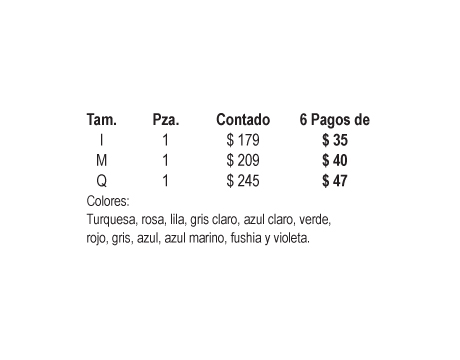 Tam. Pza. Contado 6 Pagos de
I 1 $ 179 $ 35
M 1 $ 209 $ 40
Q 1 $ 245 $ 47
Colores:
Turquesa, rosa, lila, gris claro, azul claro, verde,
rojo, gris, azul, azul marino, fushia y violeta.